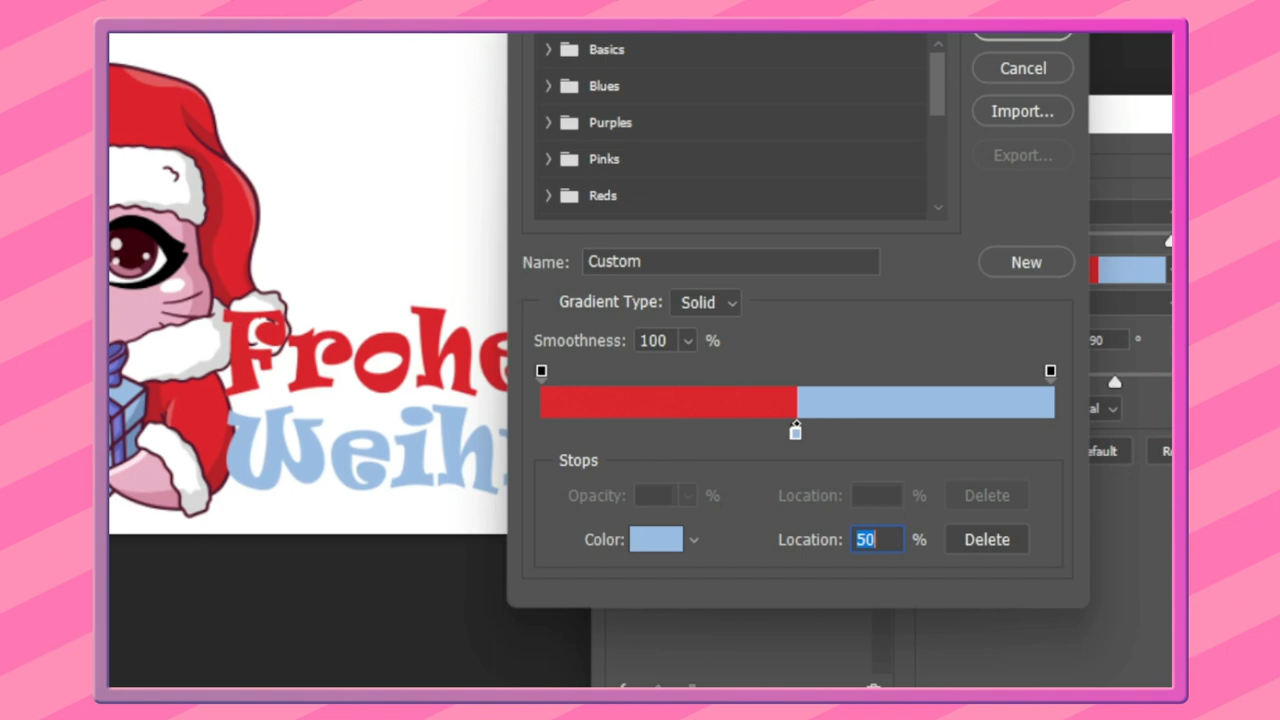 Basics
Cancel
Blues
Import...
Purples
Pinks
Export...
Reds
Name: Custom
New
Gradient Type: Solid
Smoothness: 100 %
90 °
Frohe
Weih
Stops
Opacity: % Location: % Delete
Color: Location: 50 % Delete